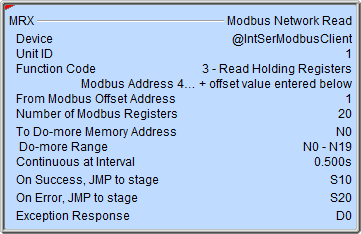 MRX Modbus Network Read
Device @IntSerModbusClient
Unit ID 1
Function Code 3 - Read Holding Registers
Modbus Address 4... + offset value entered below
From Modbus Offset Address 1
Number of Modbus Registers 20
To Do-more Memory Address N0
Do-more Range N0 - N19
Continuous at Interval 0.500s
On Success, JMP to stage S10
On Error, JMP to stage S20
Exception Response D0